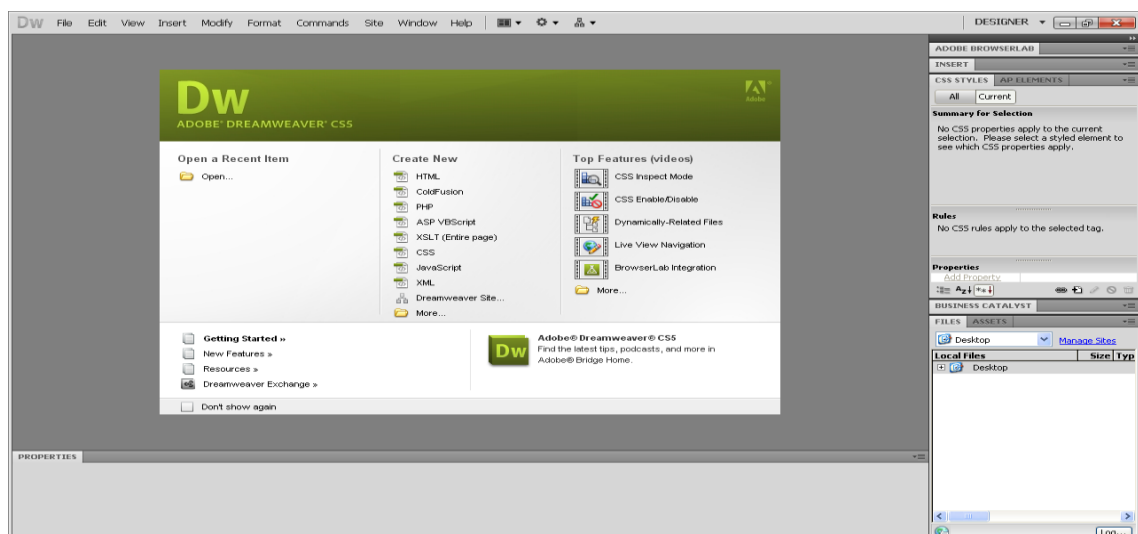 DW File Edit View Insert Modify Format Commands Site Window Help
DESIGNER
Dw
ADOBE® DREAMWEAVER® CS5
Adobe
Open a Recent Item
Open...
Create New
HTML
ColdFusion
PHP
ASP VBScript
XSLT (Entire page)
CSS
JavaScript
XML
Dreamweaver Site...
More...
Top Features (videos)
CSS Inspect Mode
CSS Enable/Disable
Dynamically-Related Files
Live View Navigation
BrowserLab Integration
More...
Getting Started »
New Features »
Resources »
Dreamweaver Exchange »
Dw
Adobe® Dreamweaver® CS5
Find the latest tips, podcasts, and more in
Adobe® Bridge Home.
Don't show again
PROPERTIES
ADOBE BROWSERLAB
INSERT
CSS STYLES AP ELEMENTS
All Current
Summary for Selection
No CSS properties apply to the current
selection. Please select a styled element to
see which CSS properties apply.
Rules
No CSS rules apply to the selected tag.
Properties
Add Property
BUSINESS CATALYST
FILES ASSETS
Desktop Manage Sites
Local Files Size Typ
Desktop
Log...